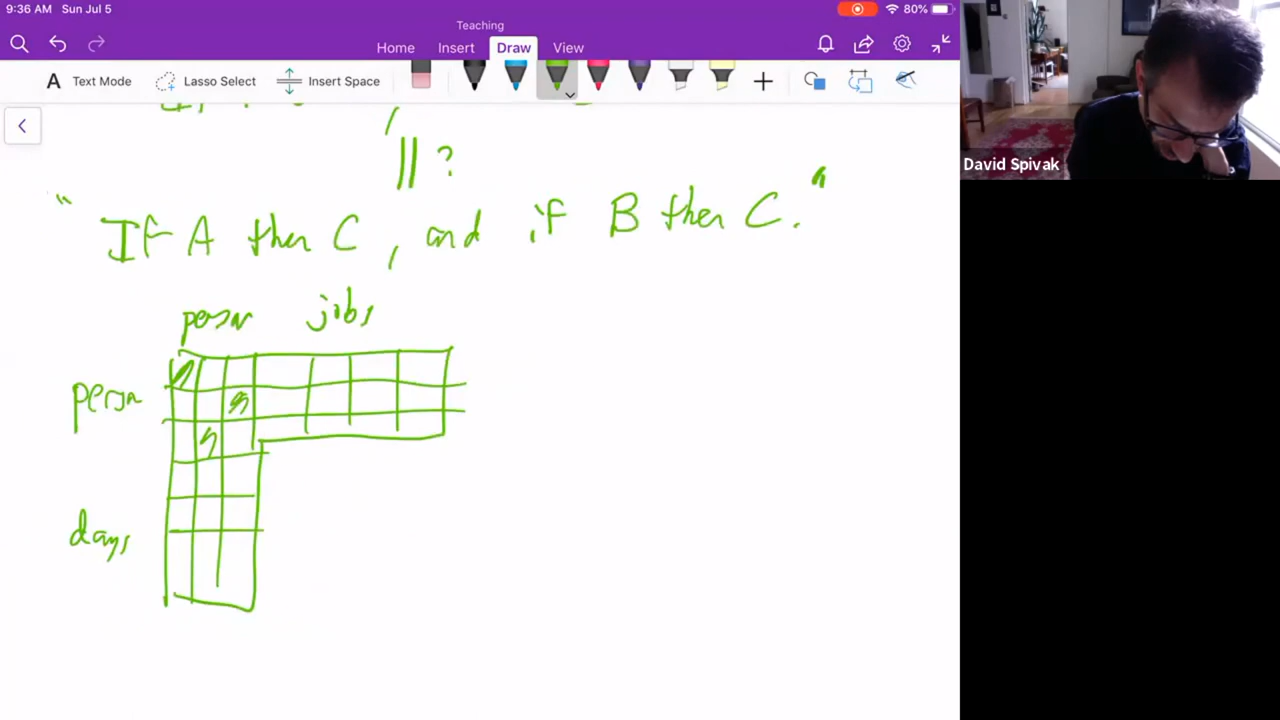 9:36 AM Sun Jul 5
80%
Teaching
Home Insert Draw View
A Text Mode Lasso Select Insert Space
David Spivak
|| ?
"If A then C, and if B then C."
person jobs
person
days